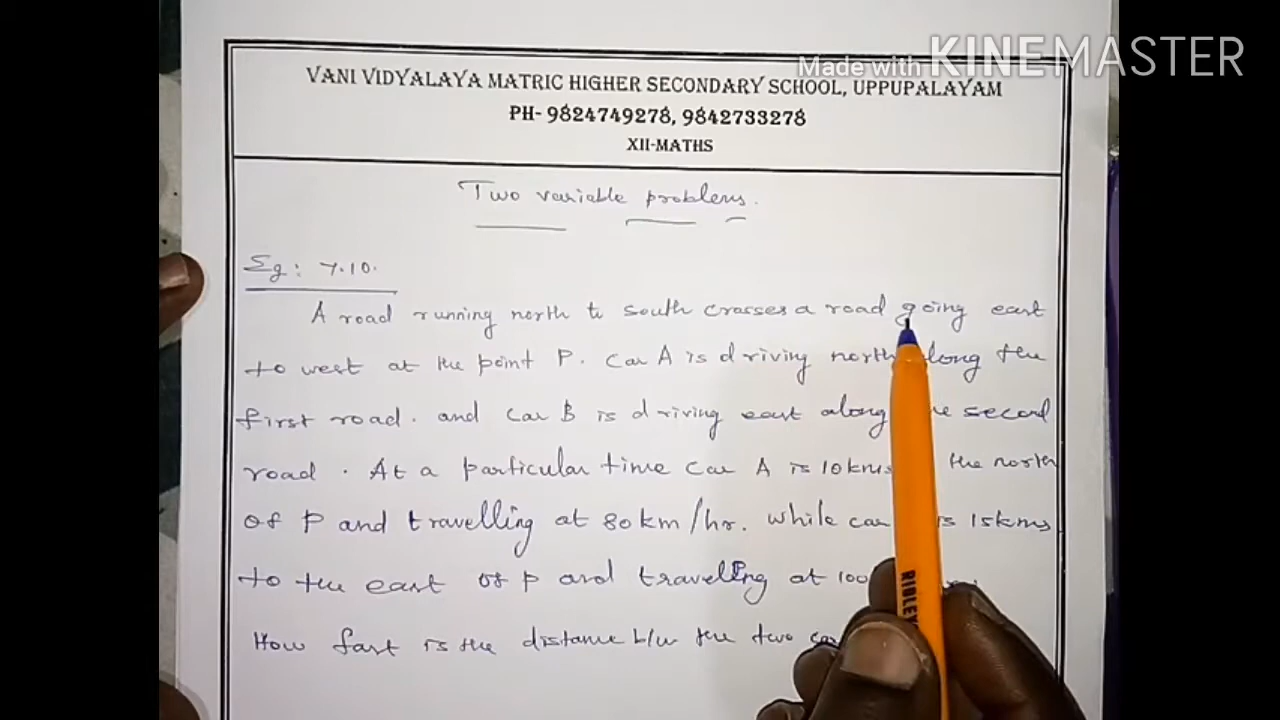 Made with KINEMASTER
VANI VIDYALAYA MATRIC HIGHER SECONDARY SCHOOL, UPPUPALAYAM
PH- 9824749278, 9842733278
XII-MATHS
Two variable problems.
Eg: 7.10.
A road running north to south crosses a road going east
to west at the point P. Car A is driving north along the
first road. and Car B is driving east along the second
road. At a particular time car A is 10kms the north
of P and travelling at 80 km/hr. while car is 15kms
to the east of P and travelling at 100
How fast is the distance b/w the two
RIBLEY